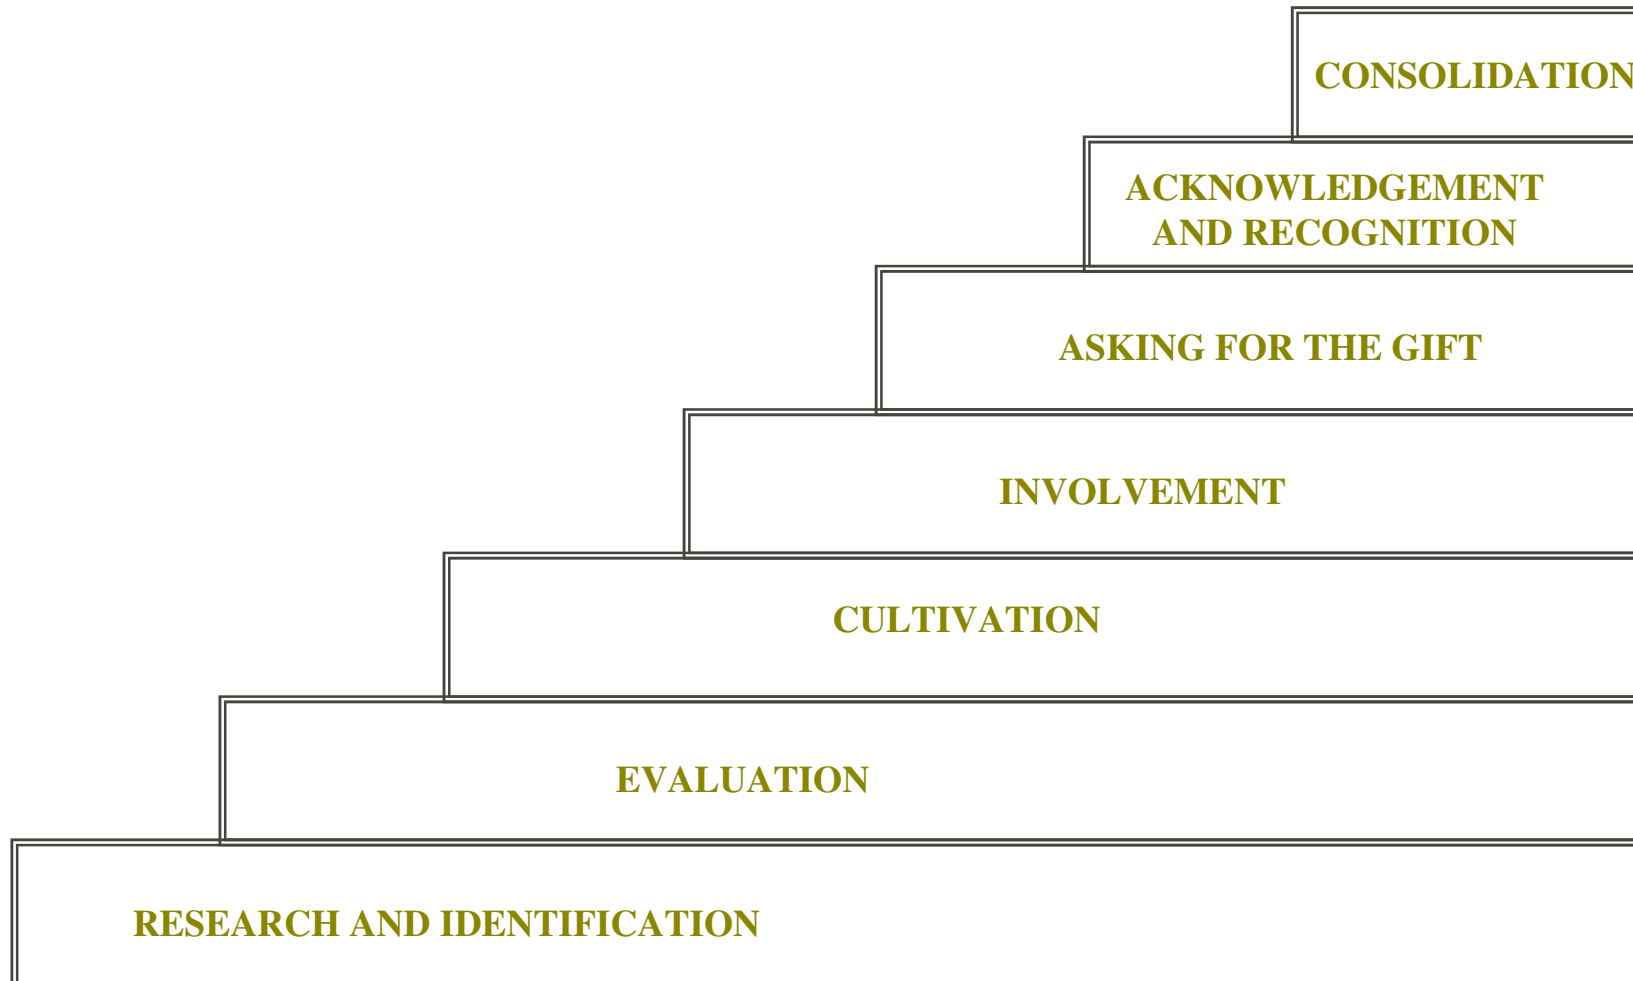 CONSOLIDATION
ACKNOWLEDGEMENT
AND RECOGNITION
ASKING FOR THE GIFT
INVOLVEMENT
CULTIVATION
EVALUATION
RESEARCH AND IDENTIFICATION